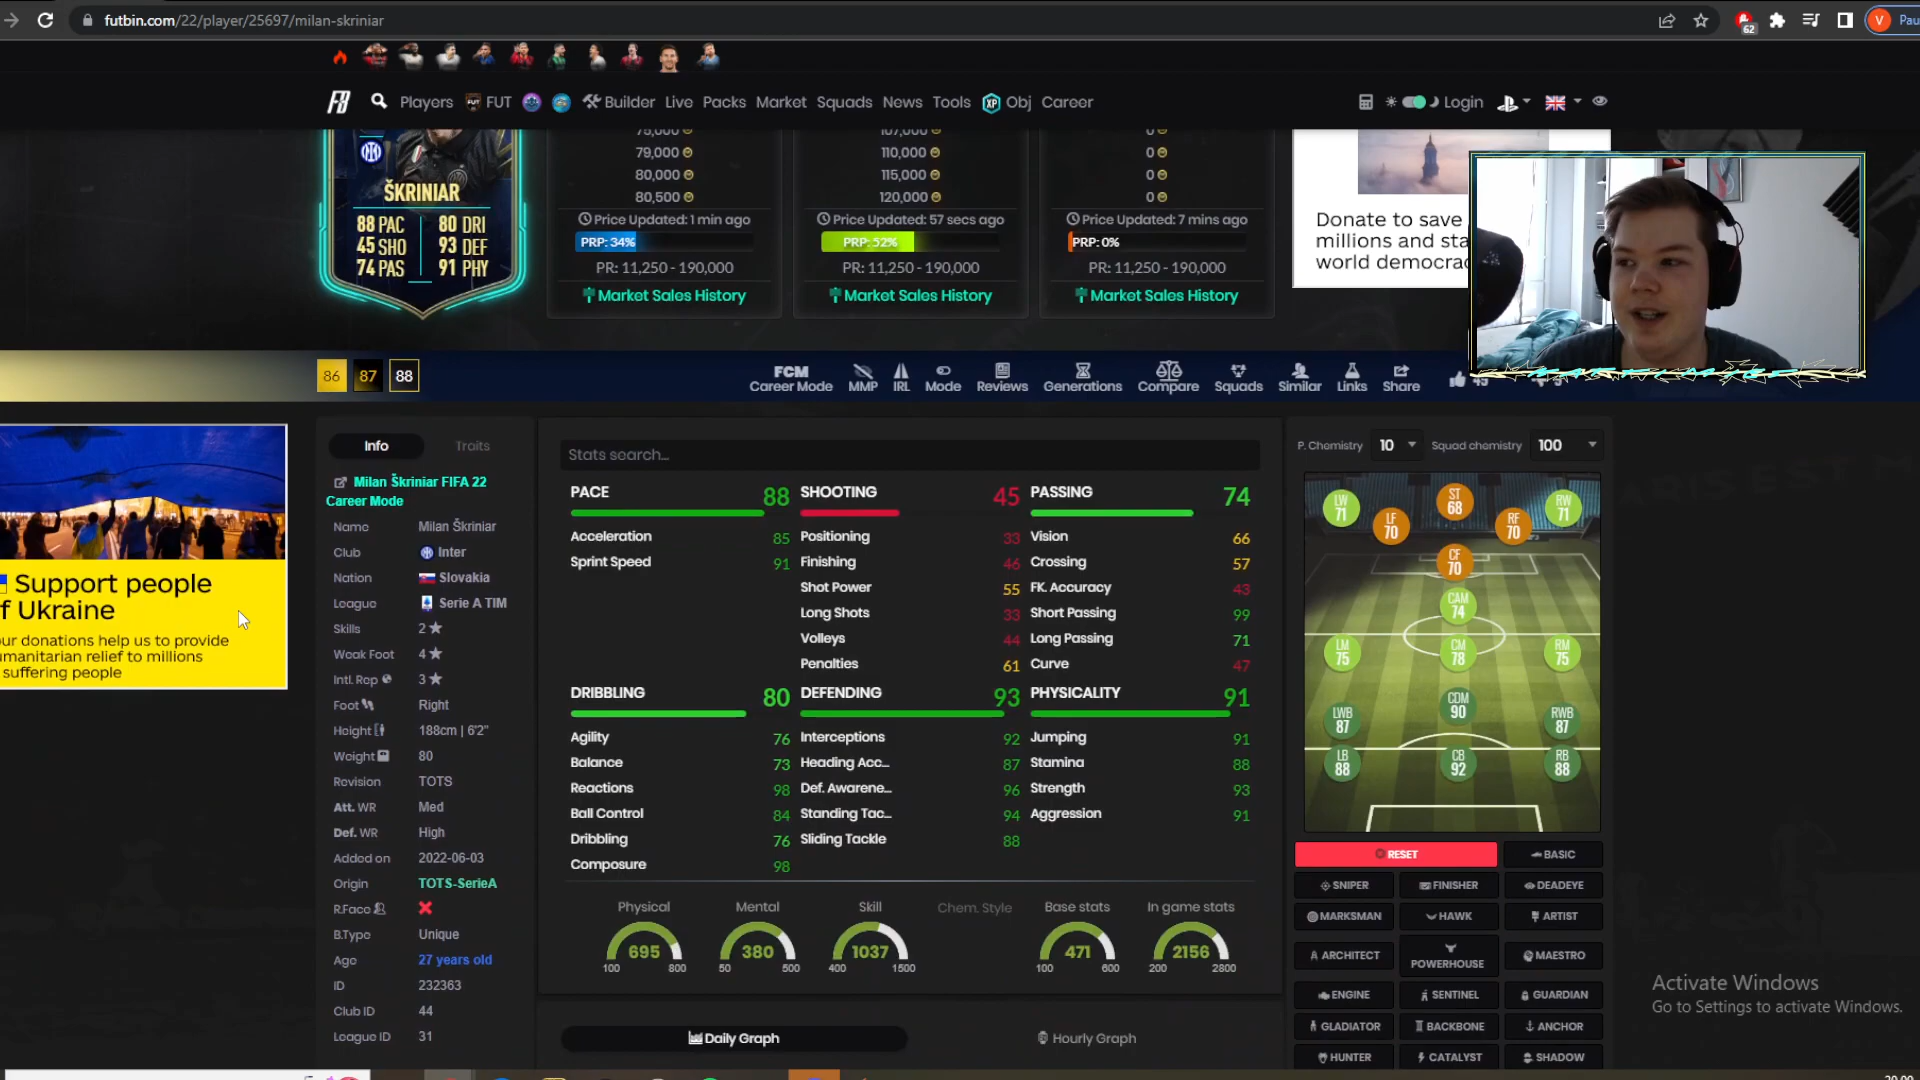 futbin.com/22/player/25697/milan-skriniar
62
V Pau
FB Players FUT Builder Live Packs Market Squads News Tools XP Obj Career Login
79,000 110,000 0
80,000 115,000 0
80,500 120,000 0
Price Updated: 1 min ago Price Updated: 57 secs ago Price Updated: 7 mins ago
PRP: 34% PRP: 52% PRP: 0%
PR: 11,250 - 190,000 PR: 11,250 - 190,000 PR: 11,250 - 190,000
Market Sales History Market Sales History Market Sales History
ŠKRINIAR
88 PAC 80 DRI
45 SHO 93 DEF
74 PAS 91 PHY
Donate to save
millions and sta
world democrac
86 87 88
FCM
Career Mode MMP IRL Mode Reviews Generations Compare Squads Similar Links Share
Support people
f Ukraine
our donations help us to provide
umanitarian relief to millions
suffering people
Info Traits
Milan Škriniar FIFA 22
Career Mode
Name Milan Škriniar
Club Inter
Nation Slovakia
League Serie A TIM
Skills 2 ★
Weak Foot 4 ★
Intl. Rep 3 ★
Foot Right
Height 188cm | 6'2"
Weight 80
Revision TOTS
Att. WR Med
Def. WR High
Added on 2022-06-03
Origin TOTS-SerieA
R.Face
B.Type Unique
Age 27 years old
ID 232363
Club ID 44
League ID 31
Stats search...
PACE 88 SHOOTING 45 PASSING 74
Acceleration 85 Positioning 33 Vision 66
Sprint Speed 91 Finishing 46 Crossing 57
Shot Power 55 FK. Accuracy 43
Long Shots 33 Short Passing 99
Volleys 44 Long Passing 71
Penalties 61 Curve 47
DRIBBLING 80 DEFENDING 93 PHYSICALITY 91
Agility 76 Interceptions 92 Jumping 91
Balance 73 Heading Acc... 87 Stamina 88
Reactions 98 Def. Awarene... 96 Strength 93
Ball Control 84 Standing Tac... 94 Aggression 91
Dribbling 76 Sliding Tackle 88
Composure 98
Physical Mental Skill Chem. Style Base stats In game stats
695 380 1037 471 2156
100 800 50 500 400 1500 100 600 200 2800
Daily Graph Hourly Graph
P. Chemistry 10 Squad chemistry 100
LW 71 ST 68 RW 71
LF 70 RF 70
CF 70
CAM 74
LM 75 CM 78 RM 75
CDM 90
LWB 87 RWB 87
LB 88 CB 92 RB 88
RESET BASIC
SNIPER FINISHER DEADEYE
MARKSMAN HAWK ARTIST
ARCHITECT POWERHOUSE MAESTRO
ENGINE SENTINEL GUARDIAN
GLADIATOR BACKBONE ANCHOR
HUNTER CATALYST SHADOW
Activate Windows
Go to Settings to activate Windows.